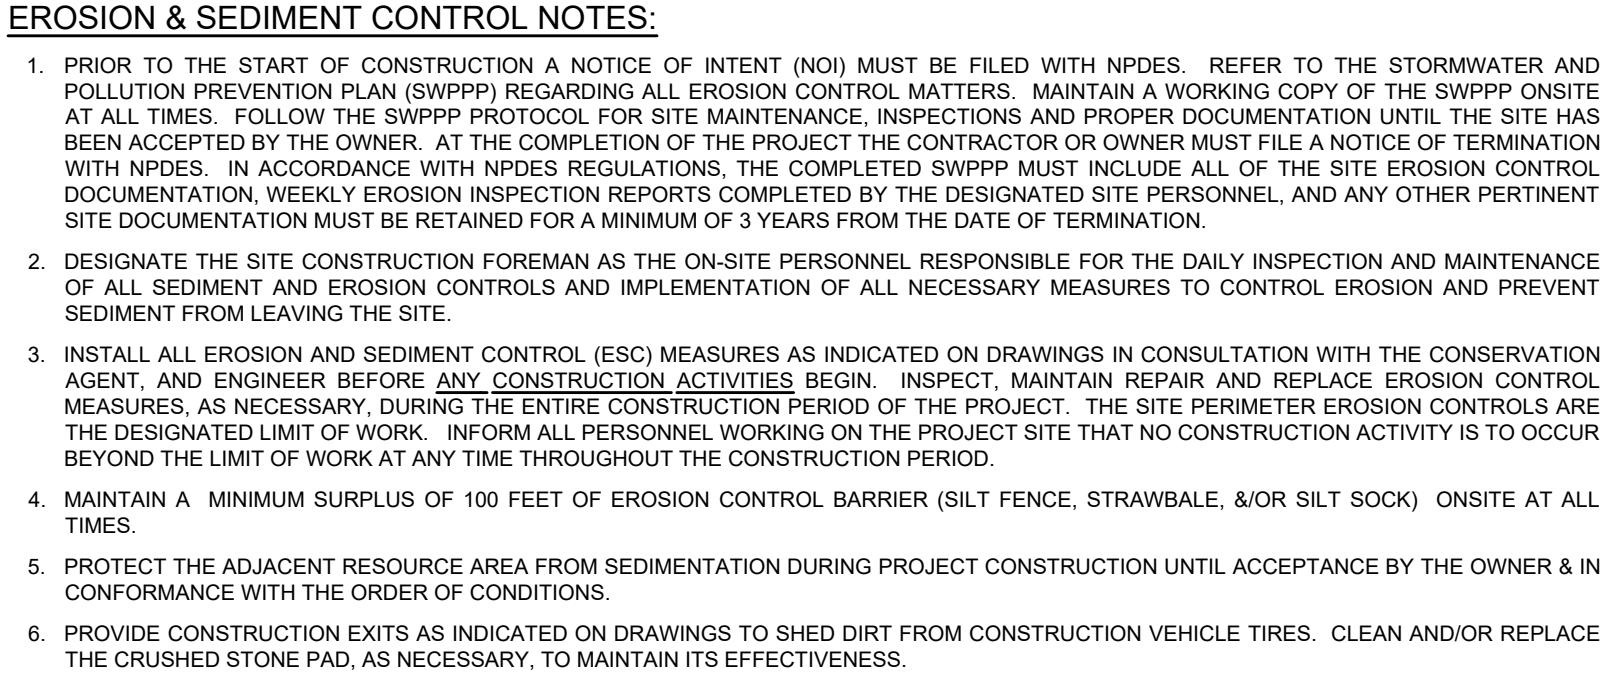 EROSION & SEDIMENT CONTROL NOTES:
1. PRIOR TO THE START OF CONSTRUCTION A NOTICE OF INTENT (NOI) MUST BE FILED WITH NPDES. REFER TO THE STORMWATER AND
POLLUTION PREVENTION PLAN (SWPPP) REGARDING ALL EROSION CONTROL MATTERS. MAINTAIN A WORKING COPY OF THE SWPPP ONSITE
AT ALL TIMES. FOLLOW THE SWPPP PROTOCOL FOR SITE MAINTENANCE, INSPECTIONS AND PROPER DOCUMENTATION UNTIL THE SITE HAS
BEEN ACCEPTED BY THE OWNER. AT THE COMPLETION OF THE PROJECT THE CONTRACTOR OR OWNER MUST FILE A NOTICE OF TERMINATION
WITH NPDES. IN ACCORDANCE WITH NPDES REGULATIONS, THE COMPLETED SWPPP MUST INCLUDE ALL OF THE SITE EROSION CONTROL
DOCUMENTATION, WEEKLY EROSION INSPECTION REPORTS COMPLETED BY THE DESIGNATED SITE PERSONNEL, AND ANY OTHER PERTINENT
SITE DOCUMENTATION MUST BE RETAINED FOR A MINIMUM OF 3 YEARS FROM THE DATE OF TERMINATION.
2. DESIGNATE THE SITE CONSTRUCTION FOREMAN AS THE ON-SITE PERSONNEL RESPONSIBLE FOR THE DAILY INSPECTION AND MAINTENANCE
OF ALL SEDIMENT AND EROSION CONTROLS AND IMPLEMENTATION OF ALL NECESSARY MEASURES TO CONTROL EROSION AND PREVENT
SEDIMENT FROM LEAVING THE SITE.
3. INSTALL ALL EROSION AND SEDIMENT CONTROL (ESC) MEASURES AS INDICATED ON DRAWINGS IN CONSULTATION WITH THE CONSERVATION
AGENT, AND ENGINEER BEFORE ANY CONSTRUCTION ACTIVITIES BEGIN. INSPECT, MAINTAIN REPAIR AND REPLACE EROSION CONTROL
MEASURES, AS NECESSARY, DURING THE ENTIRE CONSTRUCTION PERIOD OF THE PROJECT. THE SITE PERIMETER EROSION CONTROLS ARE
THE DESIGNATED LIMIT OF WORK. INFORM ALL PERSONNEL WORKING ON THE PROJECT SITE THAT NO CONSTRUCTION ACTIVITY IS TO OCCUR
BEYOND THE LIMIT OF WORK AT ANY TIME THROUGHOUT THE CONSTRUCTION PERIOD.
4. MAINTAIN A MINIMUM SURPLUS OF 100 FEET OF EROSION CONTROL BARRIER (SILT FENCE, STRAWBALE, &/OR SILT SOCK) ONSITE AT ALL
TIMES.
5. PROTECT THE ADJACENT RESOURCE AREA FROM SEDIMENTATION DURING PROJECT CONSTRUCTION UNTIL ACCEPTANCE BY THE OWNER & IN
CONFORMANCE WITH THE ORDER OF CONDITIONS.
6. PROVIDE CONSTRUCTION EXITS AS INDICATED ON DRAWINGS TO SHED DIRT FROM CONSTRUCTION VEHICLE TIRES. CLEAN AND/OR REPLACE
THE CRUSHED STONE PAD, AS NECESSARY, TO MAINTAIN ITS EFFECTIVENESS.